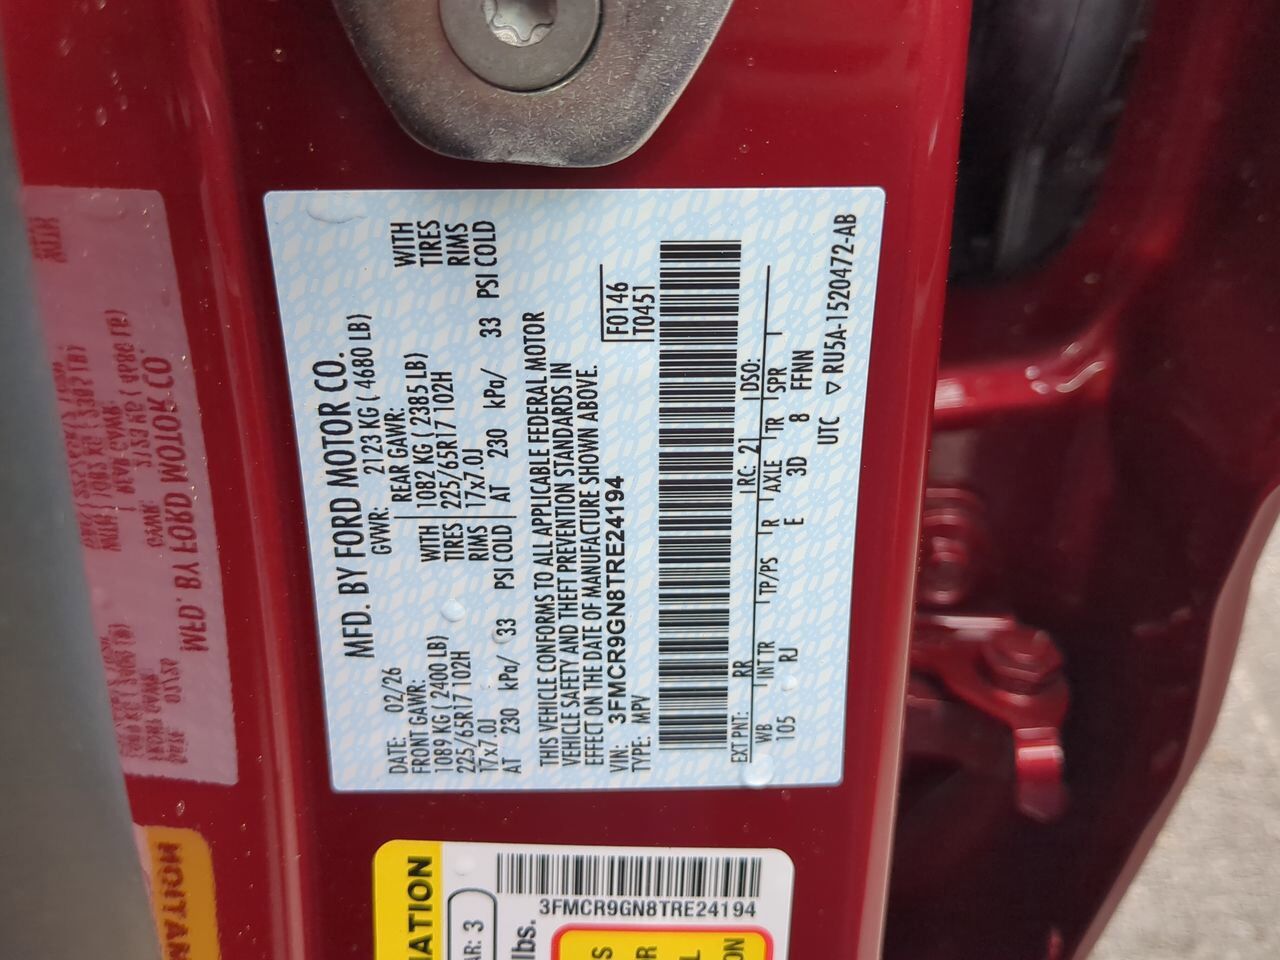 MFD. BY FORD MOTOR CO.
DATE: 02/26 GVWR: 2123 KG ( 4680 LB)
FRONT GAWR: REAR GAWR:
1089 KG ( 2400 LB) WITH 1082 KG ( 2385 LB) WITH
225/65R17 102H TIRES 225/65R17 102H TIRES
17x7.0J RIMS 17x7.0J RIMS
AT 230 kPa/ 33 PSI COLD AT 230 kPa/ 33 PSI COLD
THIS VEHICLE CONFORMS TO ALL APPLICABLE FEDERAL MOTOR
VEHICLE SAFETY AND THEFT PREVENTION STANDARDS IN
EFFECT ON THE DATE OF MANUFACTURE SHOWN ABOVE.
VIN: 3FMCR9GN8TRE24194 F0146
TYPE: MPV T0451
EXT PNT: RR RC: 21 DSO:
WB INT TR TP/PS R AXLE TR SPR
105 RJ E 3D 8 FFNN
UTC ▽ RU5A-1520472-AB
MATION
AR: 3
3FMCR9GN8TRE24194
lbs.